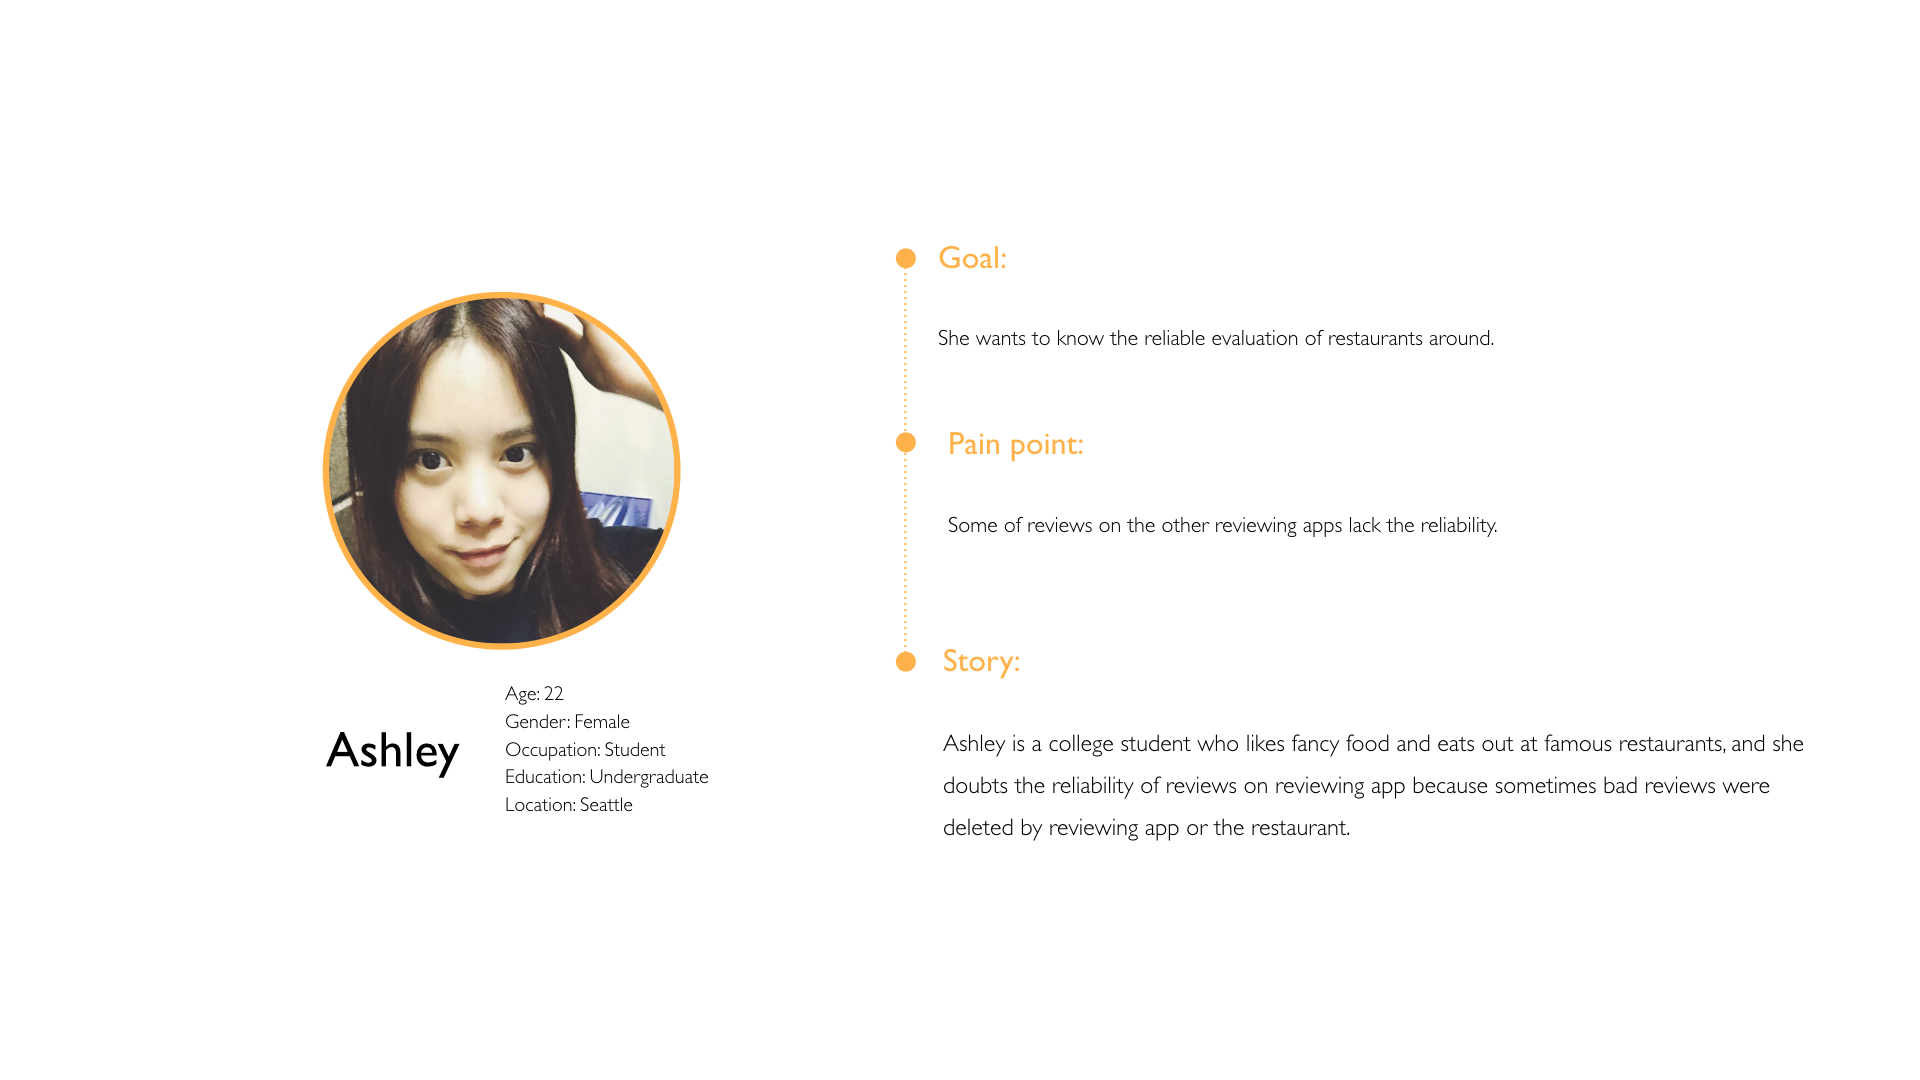 Ashley
Age: 22
Gender: Female
Occupation: Student
Education: Undergraduate
Location: Seattle
Goal:
She wants to know the reliable evaluation of restaurants around.
Pain point:
Some of reviews on the other reviewing apps lack the reliability.
Story:
Ashley is a college student who likes fancy food and eats out at famous restaurants, and she
doubts the reliability of reviews on reviewing app because sometimes bad reviews were
deleted by reviewing app or the restaurant.